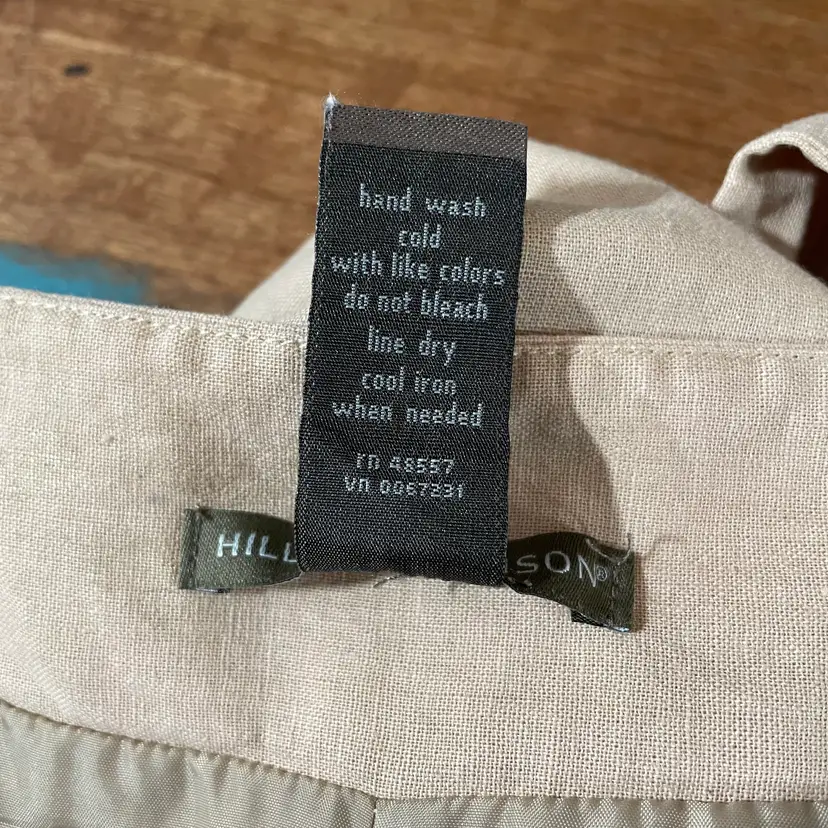 hand wash
cold
with like colors
do not bleach
line dry
cool iron
when needed
rn 48557
vn 0067231
HILL SON®